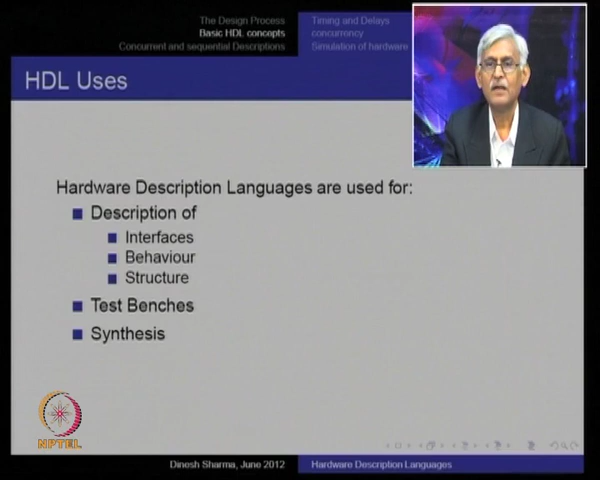 The Design Process
Basic HDL concepts
Concurrent and sequential Descriptions
Timing and Delays
concurrency
Simulation of hardware
HDL Uses
Hardware Description Languages are used for:
Description of
Interfaces
Behaviour
Structure
Test Benches
Synthesis
NPTEL
Dinesh Sharma, June 2012
Hardware Description Languages